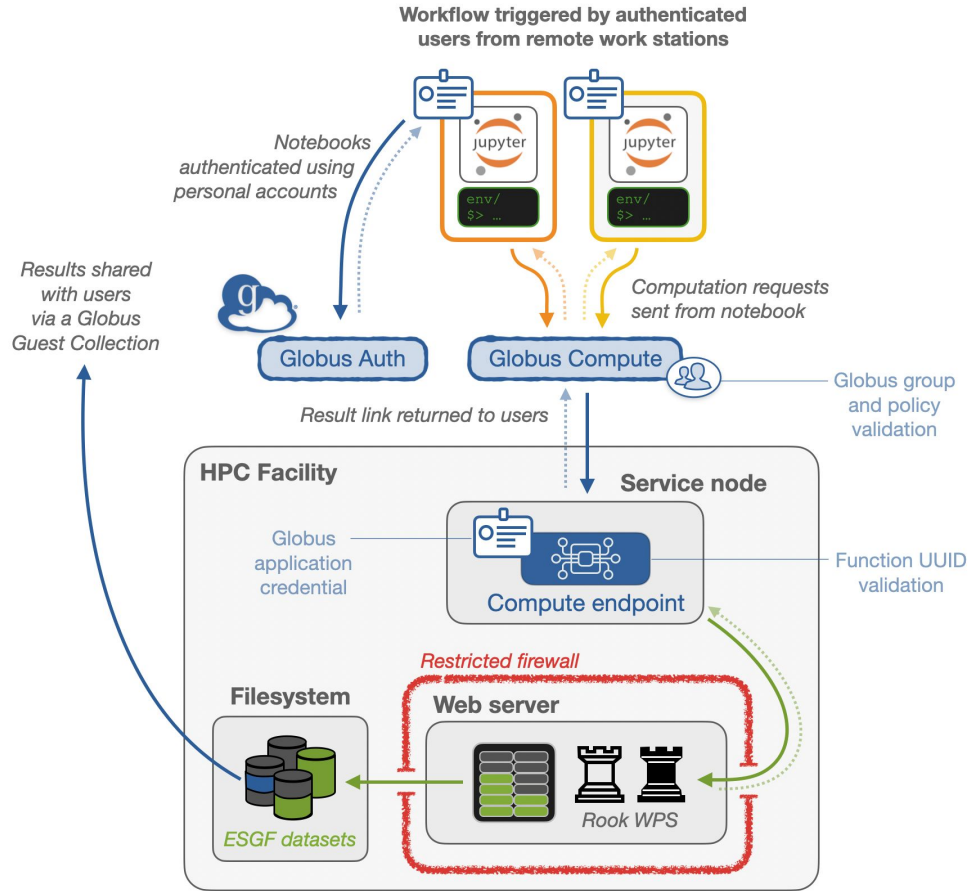 Workflow triggered by authenticated
users from remote work stations
Notebooks
authenticated using
personal accounts
jupyter
env/
$> ...
jupyter
env/
$> ...
Results shared
with users
via a Globus
Guest Collection
Computation requests
sent from notebook
g
Globus Auth
Globus Compute
Globus group
and policy
validation
Result link returned to users
HPC Facility
Service node
Globus
application
credential
Function UUID
validation
Compute endpoint
Restricted firewall
Filesystem
Web server
ESGF datasets
Rook WPS